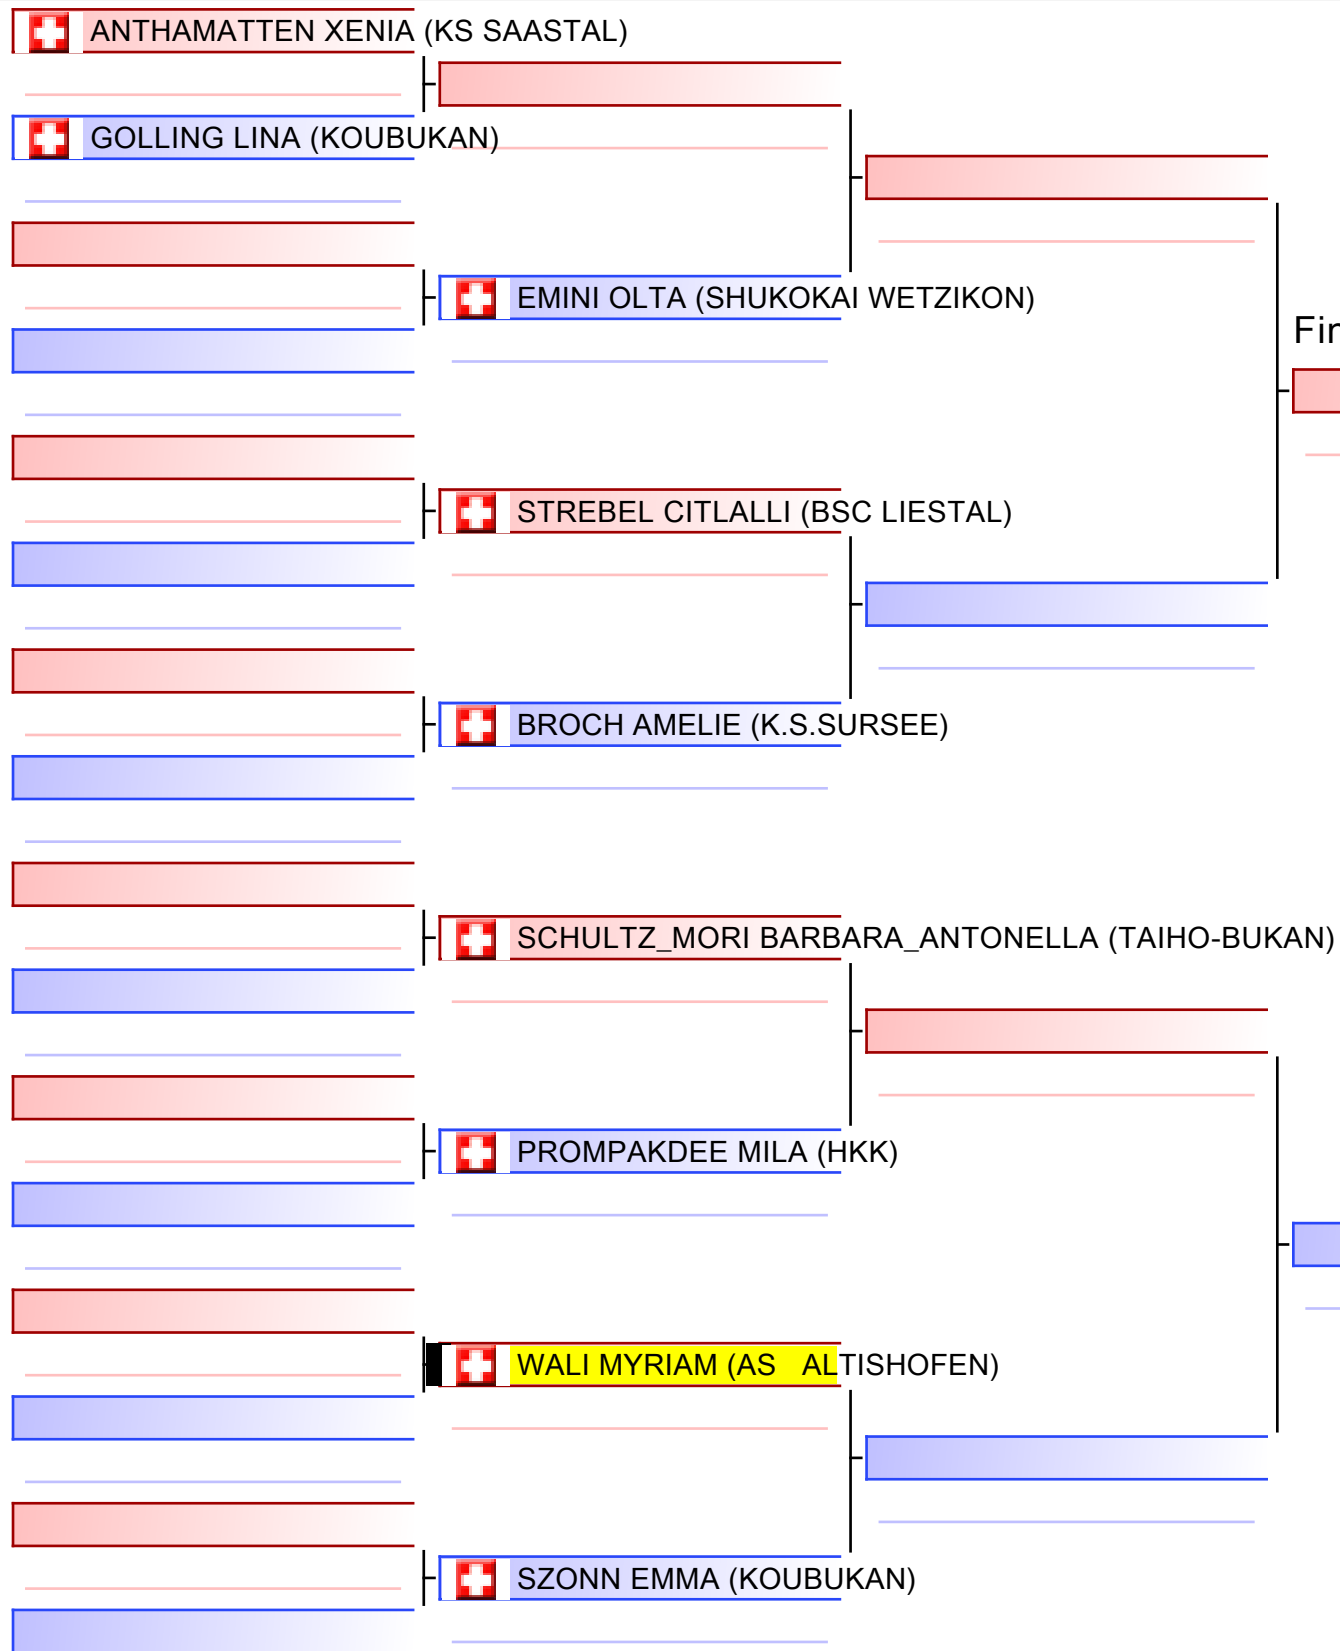 ANTHAMATTEN XENIA (KS SAASTAL)
GOLLING LINA (KOUBUKAN)
EMINI OLTA (SHUKOKAI WETZIKON)
STREBEL CITLALLI (BSC LIESTAL)
BROCH AMELIE (K.S.SURSEE)
SCHULTZ_MORI BARBARA_ANTONELLA (TAIHO-BUKAN)
PROMPAKDEE MILA (HKK)
WALI MYRIAM (AS ALTISHOFEN)
SZONN EMMA (KOUBUKAN)